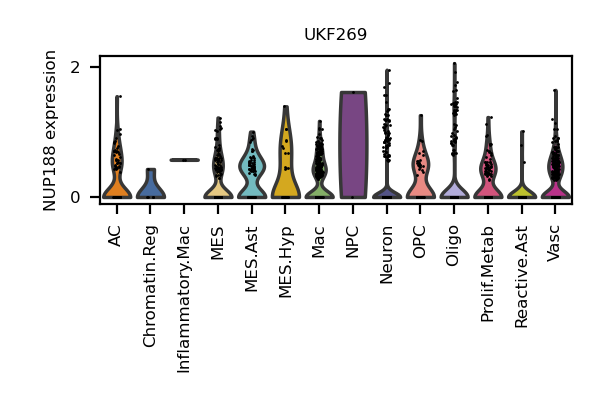 UKF269
NUP188 expression
2
0
AC
Chromatin.Reg
Inflammatory.Mac
MES
MES.Ast
MES.Hyp
Mac
NPC
Neuron
OPC
Oligo
Prolif.Metab
Reactive.Ast
Vasc